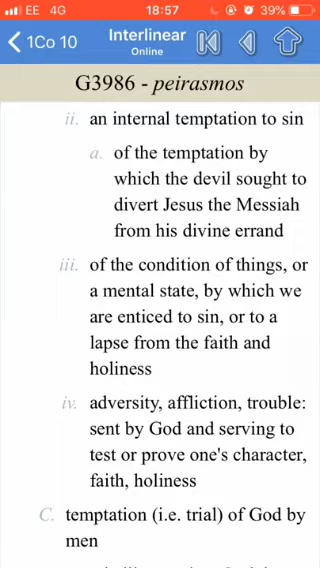 EE 4G 18:57 39%
1Co 10 Interlinear
Online
G3986 - peirasmos
ii. an internal temptation to sin
a. of the temptation by
which the devil sought to
divert Jesus the Messiah
from his divine errand
iii. of the condition of things, or
a mental state, by which we
are enticed to sin, or to a
lapse from the faith and
holiness
iv. adversity, affliction, trouble:
sent by God and serving to
test or prove one's character,
faith, holiness
C. temptation (i.e. trial) of God by
men